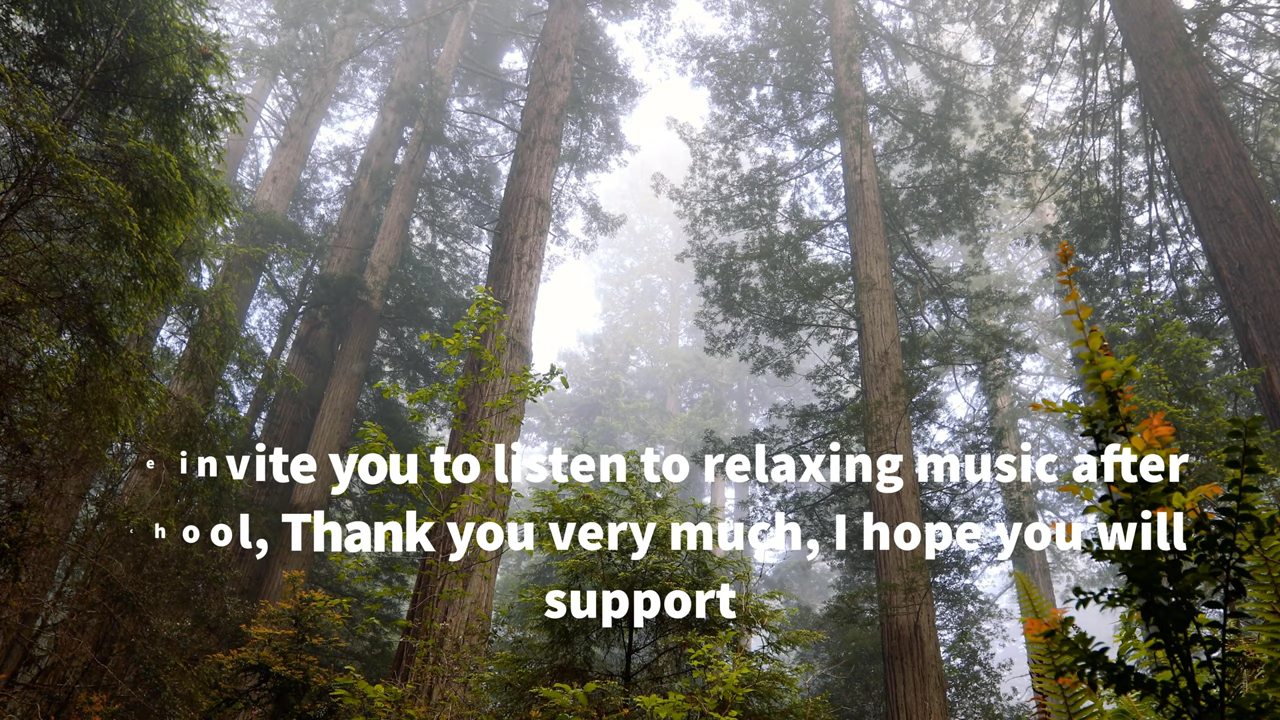 e invite you to listen to relaxing music after
hool, Thank you very much, I hope you will
support